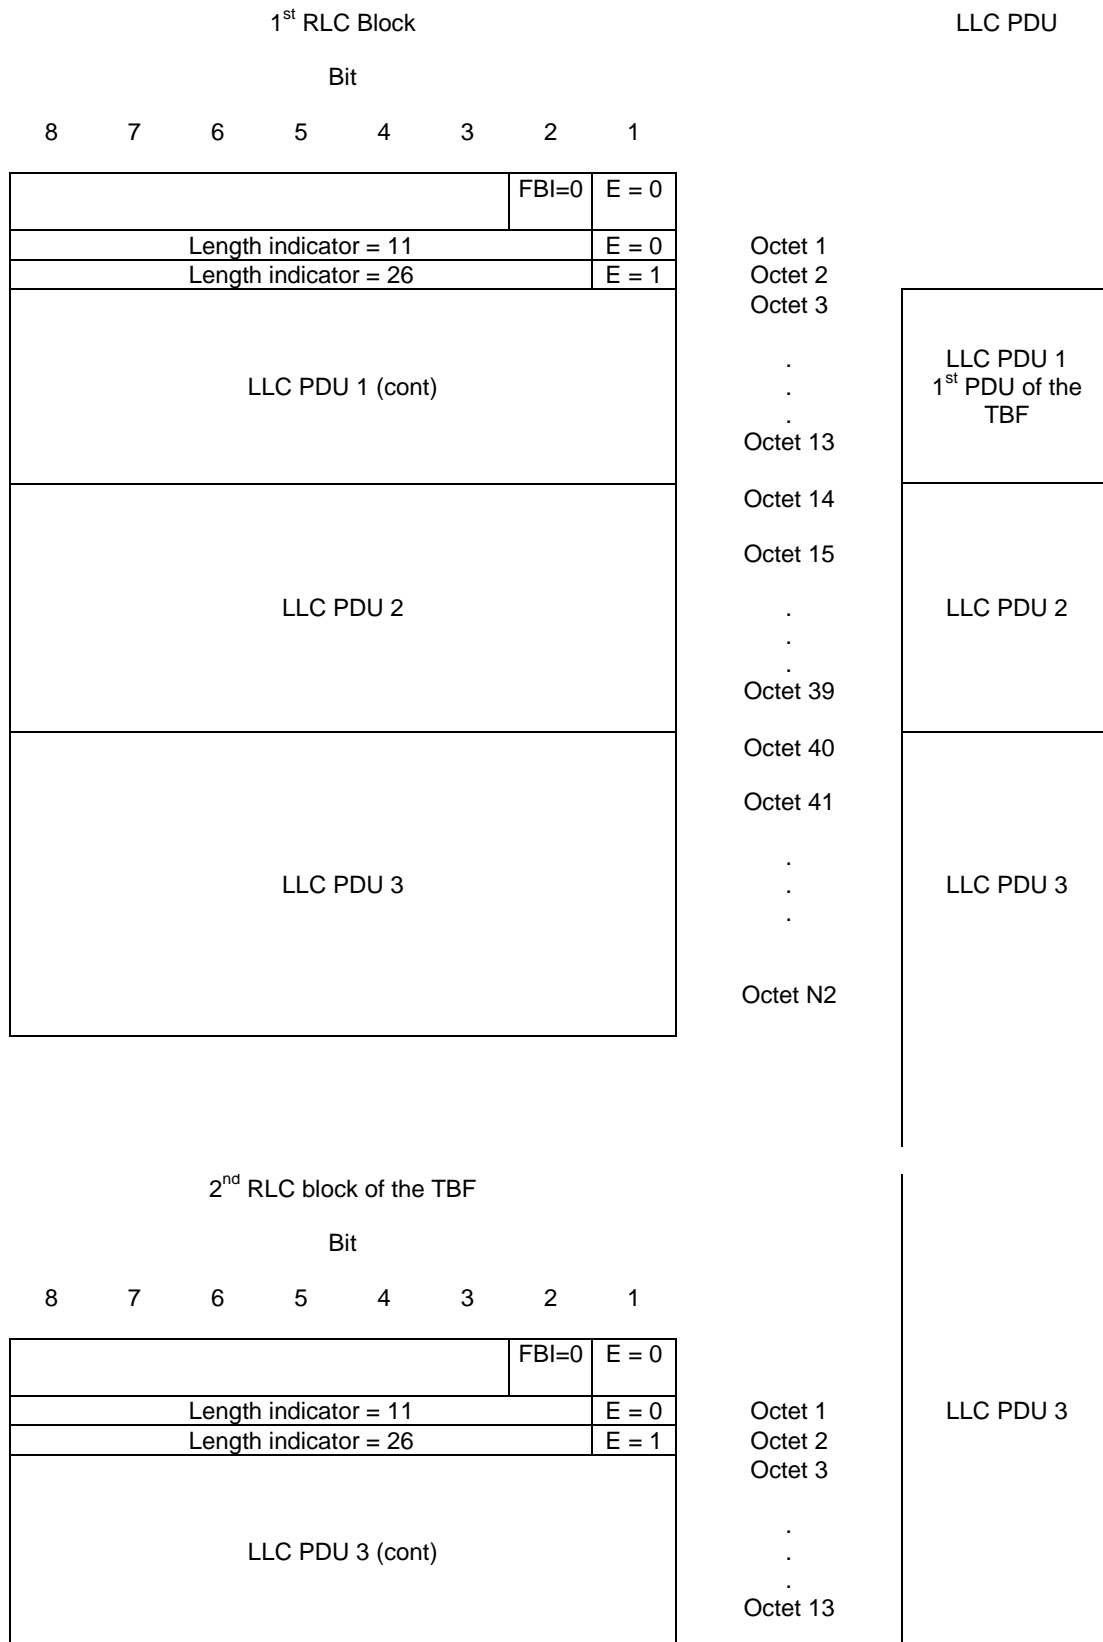 1st RLC Block LLC PDU
Bit
8 7 6 5 4 3 2 1
FBI=0 E = 0
Length indicator = 11 E = 0 Octet 1
Length indicator = 26 E = 1 Octet 2
Octet 3
.
LLC PDU 1 (cont) . LLC PDU 1
1st PDU of the
TBF
.
Octet 13
Octet 14
Octet 15
LLC PDU 2 . LLC PDU 2
.
.
Octet 39
Octet 40
Octet 41
.
LLC PDU 3 . LLC PDU 3
.
Octet N2
2nd RLC block of the TBF
Bit
8 7 6 5 4 3 2 1
FBI=0 E = 0
Length indicator = 11 E = 0 Octet 1 LLC PDU 3
Length indicator = 26 E = 1 Octet 2
Octet 3
.
LLC PDU 3 (cont) .
.
Octet 13